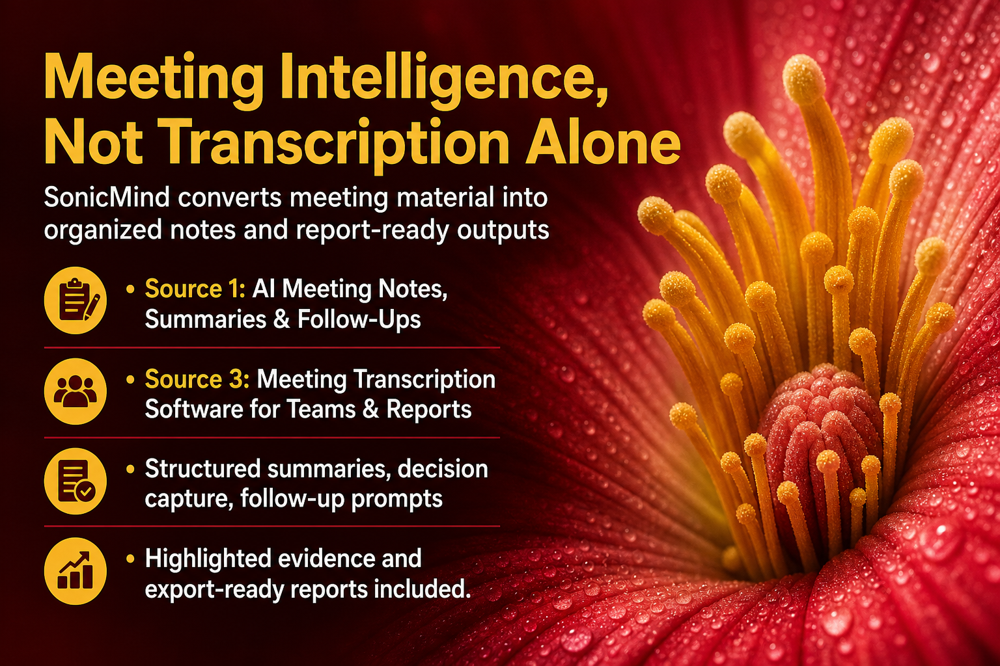 Meeting Intelligence,
Not Transcription Alone
SonicMind converts meeting material into
organized notes and report-ready outputs
• Source 1: AI Meeting Notes,
Summaries & Follow-Ups
• Source 3: Meeting Transcription
Software for Teams & Reports
• Structured summaries, decision
capture, follow-up prompts
• Highlighted evidence and
export-ready reports included.